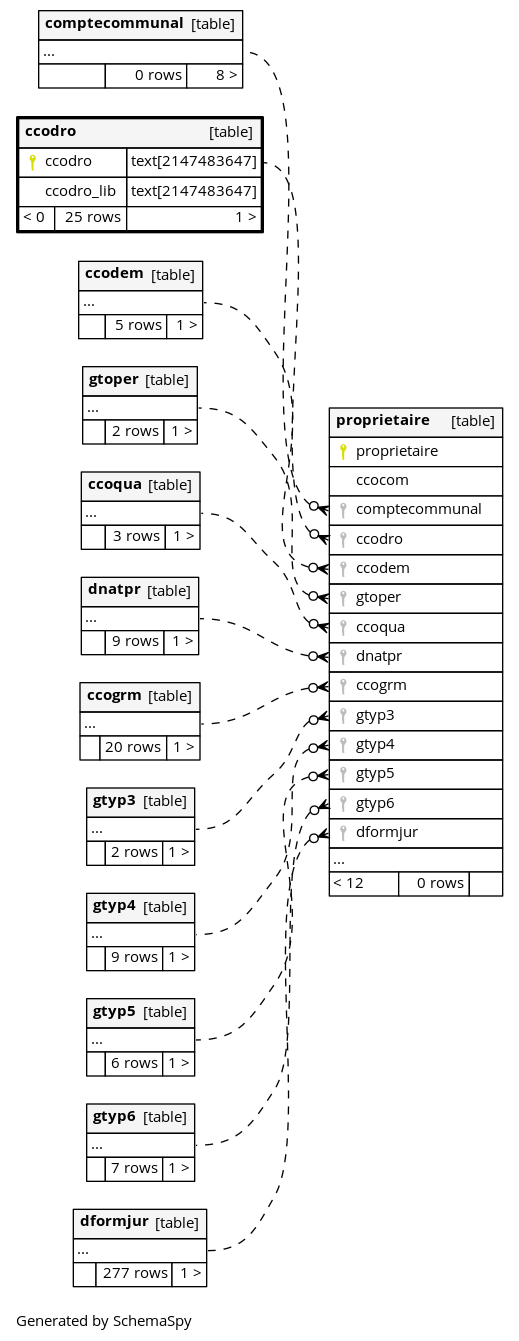 comptecommunal [table]
...
0 rows 8 >
ccodro [table]
ccodro text[2147483647]
ccodro_lib text[2147483647]
< 0 25 rows 1 >
ccodem [table]
...
5 rows 1 >
gtoper [table]
...
2 rows 1 >
ccoqua [table]
...
3 rows 1 >
dnatpr [table]
...
9 rows 1 >
ccogrm [table]
...
20 rows 1 >
gtyp3 [table]
...
2 rows 1 >
gtyp4 [table]
...
9 rows 1 >
gtyp5 [table]
...
6 rows 1 >
gtyp6 [table]
...
7 rows 1 >
dformjur [table]
...
277 rows 1 >
proprietaire [table]
proprietaire
ccocom
comptecommunal
ccodro
ccodem
gtoper
ccoqua
dnatpr
ccogrm
gtyp3
gtyp4
gtyp5
gtyp6
dformjur
...
< 12 0 rows
Generated by SchemaSpy